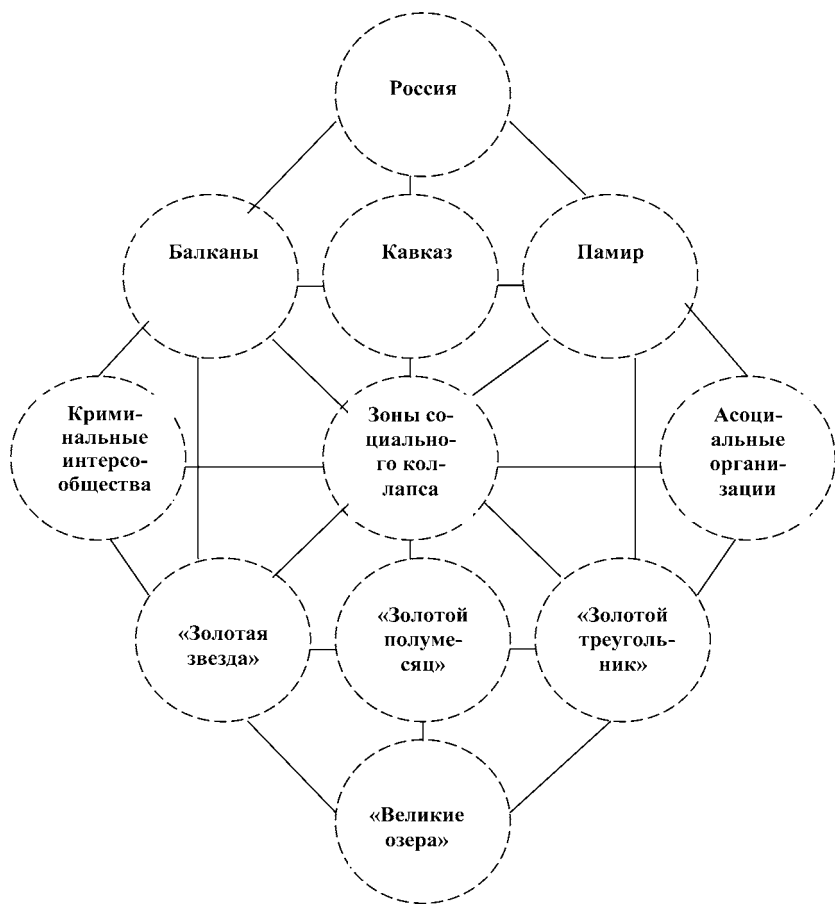 Россия
Балканы
Кавказ
Памир
Крими-
нальные
интерсо-
общества
Зоны со-
циально-
го кол-
лапса
Асоци-
альные
органи-
зации
«Золотая
звезда»
«Золотой
полуме-
сяц»
«Золотой
треуголь-
ник»
«Великие
озера»